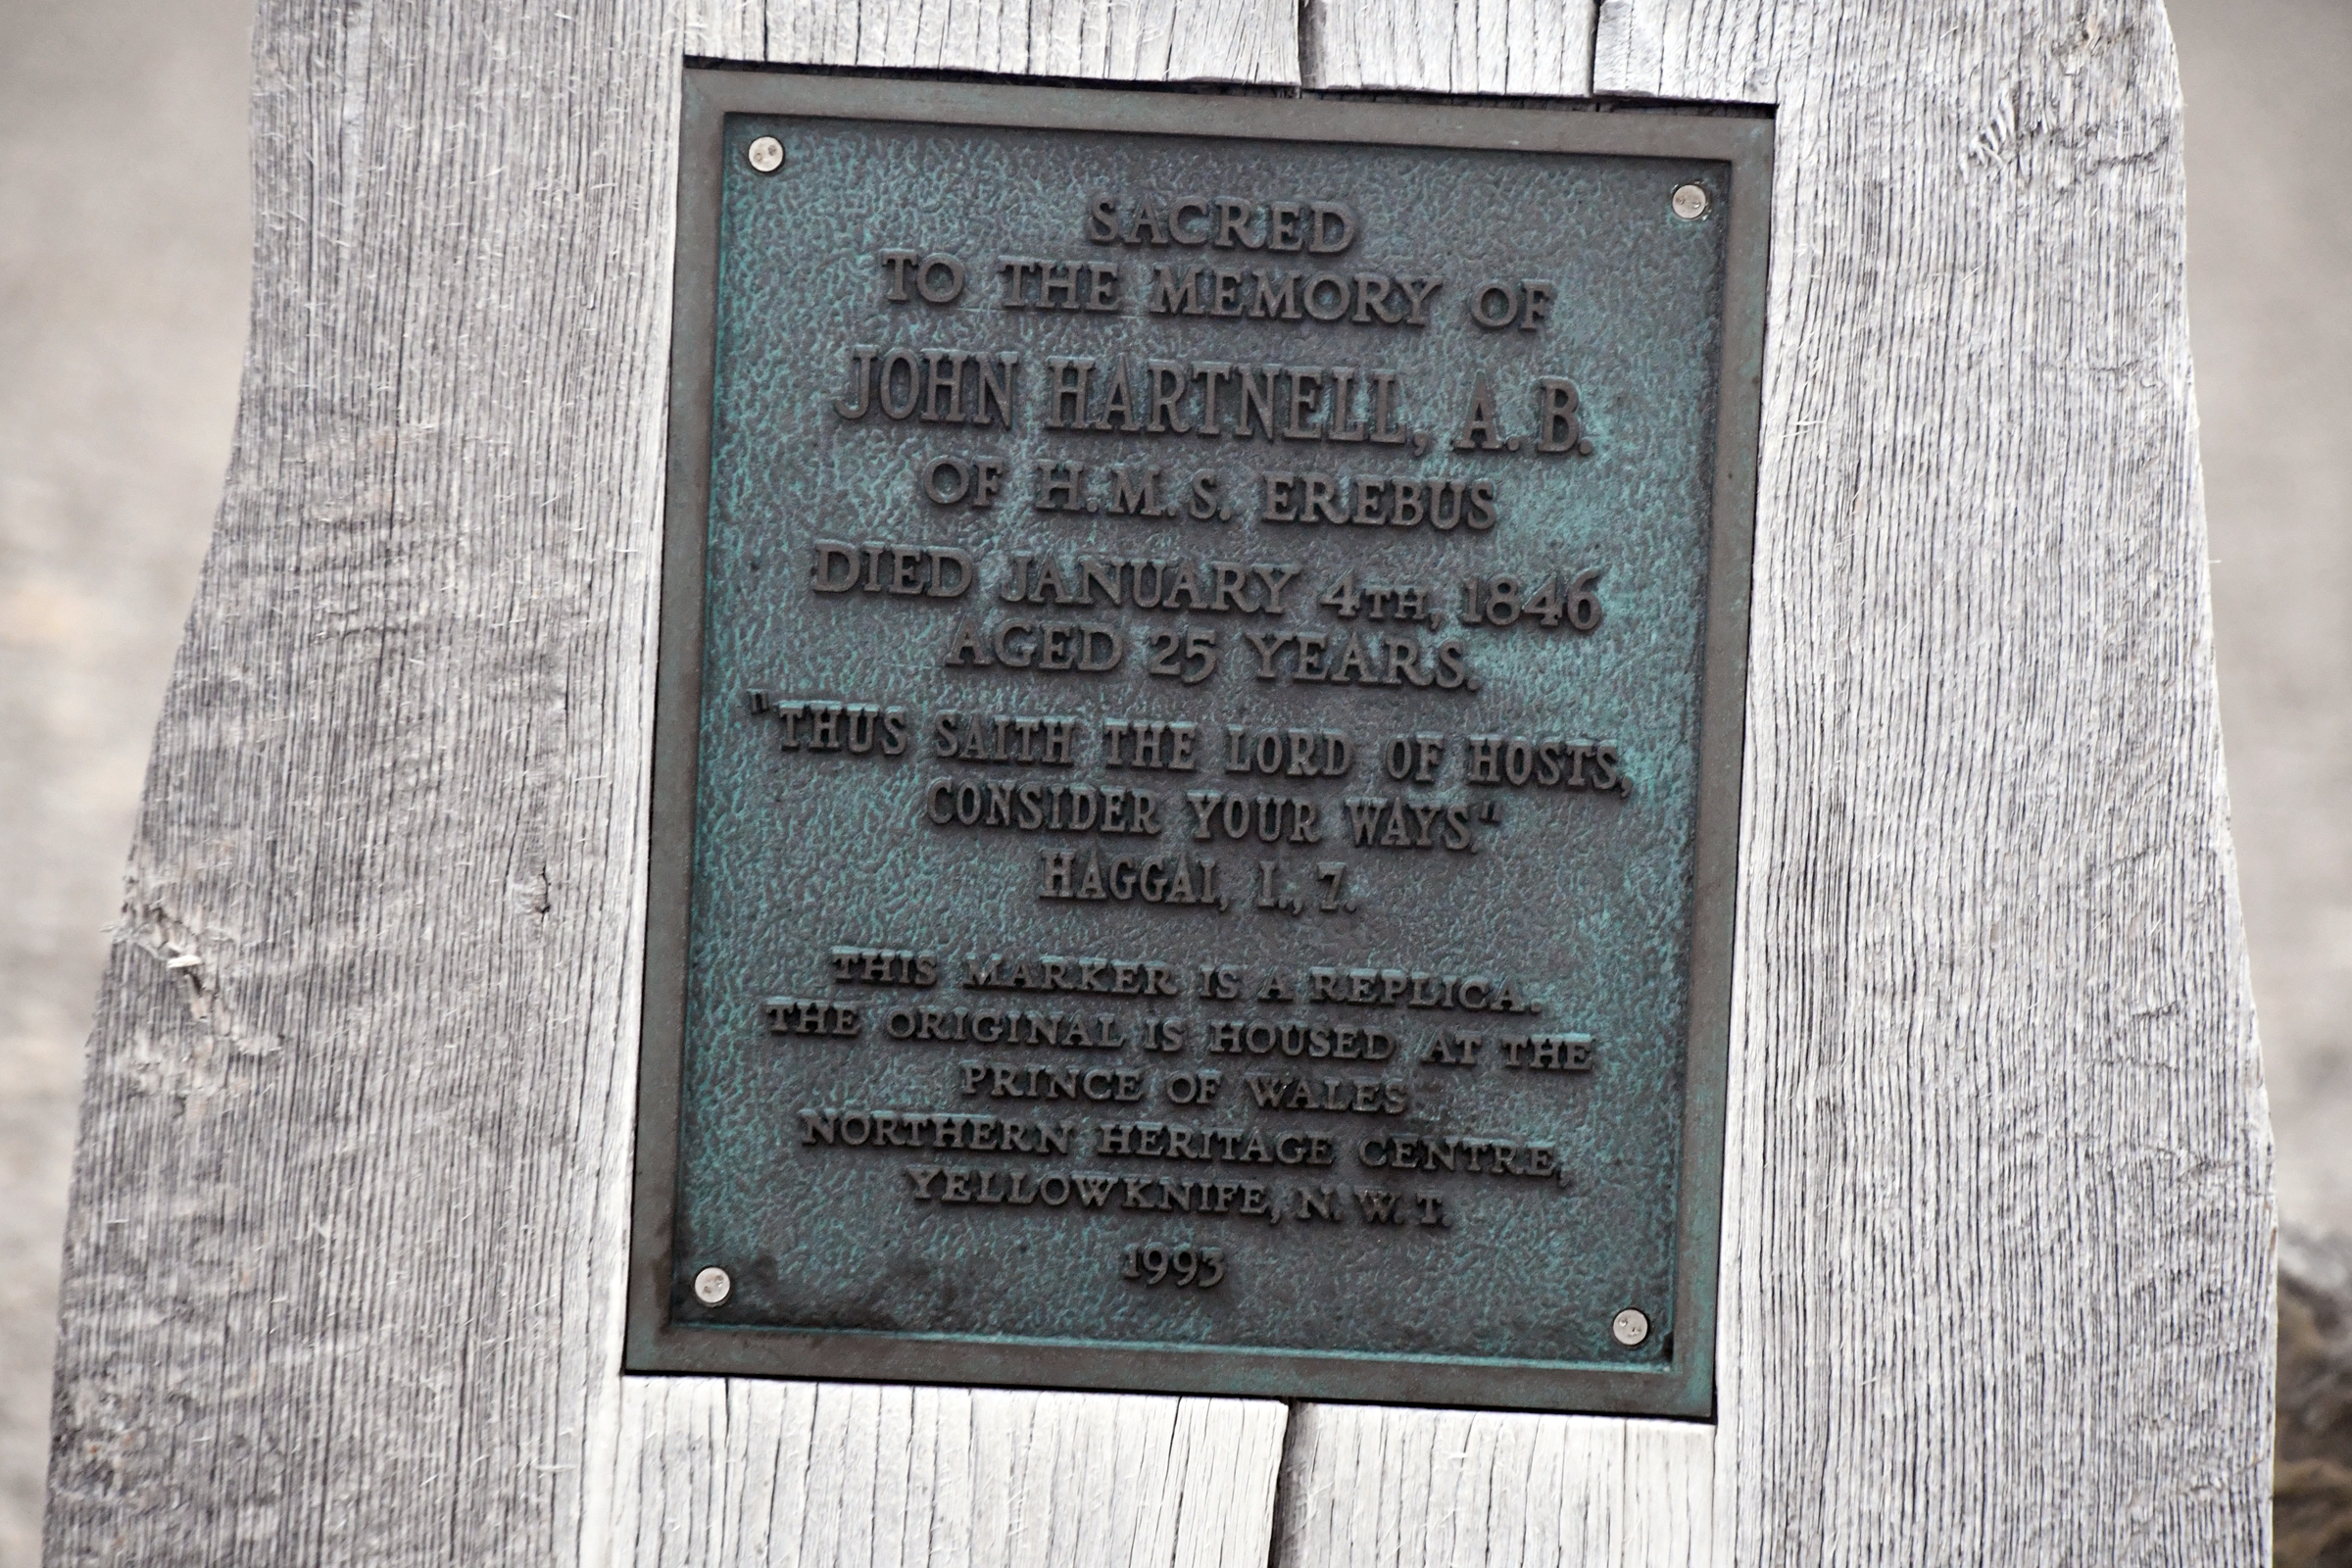 SACRED
TO THE MEMORY OF
JOHN HARTNELL, A.B.
OF H.M.S. EREBUS
DIED JANUARY 4TH, 1846
AGED 25 YEARS.
"THUS SAITH THE LORD OF HOSTS,
CONSIDER YOUR WAYS."
HAGGAI, I., 7.
THIS MARKER IS A REPLICA.
THE ORIGINAL IS HOUSED AT THE
PRINCE OF WALES
NORTHERN HERITAGE CENTRE,
YELLOWKNIFE, N.W.T.
1993